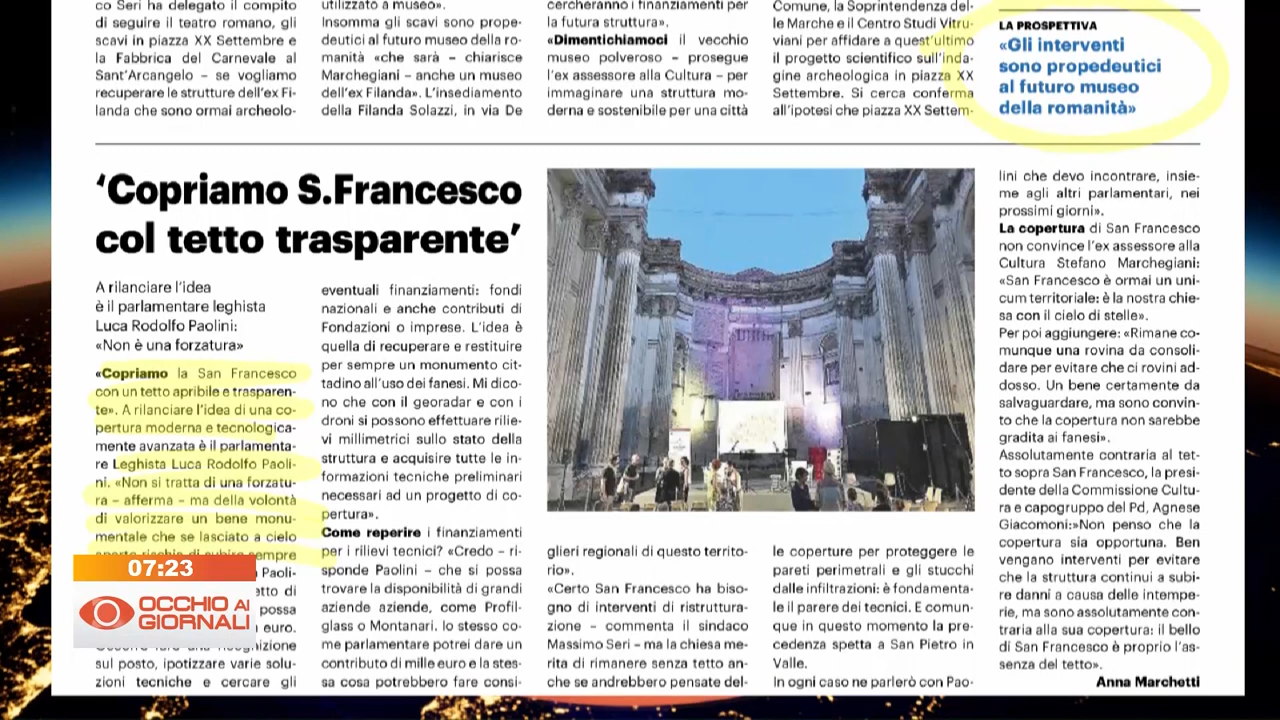 co Seri ha delegato il compito
di seguire il teatro romano, gli
scavi in piazza XX Settembre e
la Fabbrica del Carnevale al
Sant'Arcangelo – se vogliamo
recuperare le strutture dell'ex Fi-
landa che sono ormai archeolo-
utilizzato a museo».
Insomma gli scavi sono prope-
deutici al futuro museo della ro-
manità «che sarà – chiarisce
Marchegiani – anche un museo
dell'ex Filanda». L'insediamento
della Filanda Solazzi, in via De
cercheranno i finanziamenti per
la futura struttura».
«Dimentichiamoci il vecchio
museo polveroso – prosegue
l'ex assessore alla Cultura – per
immaginare una struttura mo-
derna e sostenibile per una città
Comune, la Soprintendenza del-
le Marche e il Centro Studi Vitru-
viani per affidare a quest'ultimo
il progetto scientifico sull'inda-
gine archeologica in piazza XX
Settembre. Si cerca conferma
all'ipotesi che piazza XX Settem-
LA PROSPETTIVA
«Gli interventi
sono propedeutici
al futuro museo
della romanità»
'Copriamo S.Francesco
col tetto trasparente'
A rilanciare l'idea
è il parlamentare leghista
Luca Rodolfo Paolini:
«Non è una forzatura»
«Copriamo la San Francesco
con un tetto apribile e trasparen-
te». A rilanciare l'idea di una co-
pertura moderna e tecnologica-
mente avanzata è il parlamenta-
re Leghista Luca Rodolfo Paoli-
ni. «Non si tratta di una forzatu-
ra – afferma – ma della volontà
di valorizzare un bene monu-
mentale che se lasciato a cielo
aperto rischia di subire sempre
Paoli-
etto di
possa
euro.
sul posto, ipotizzare varie solu-
zioni tecniche e cercare gli
eventuali finanziamenti: fondi
nazionali e anche contributi di
Fondazioni o imprese. L'idea è
quella di recuperare e restituire
per sempre un monumento cit-
tadino all'uso dei fanesi. Mi dico-
no che con il georadar e con i
droni si possono effettuare rilie-
vi millimetrici sullo stato della
struttura e acquisire tutte le in-
formazioni tecniche preliminari
necessari ad un progetto di co-
pertura».
Come reperire i finanziamenti
per i rilievi tecnici? «Credo – ri-
sponde Paolini – che si possa
trovare la disponibilità di grandi
aziende aziende, come Profil-
glass o Montanari. Io stesso co-
me parlamentare potrei dare un
contributo di mille euro e la stes-
sa cosa potrebbero fare consi-
glieri regionali di questo territo-
rio».
«Certo San Francesco ha biso-
gno di interventi di ristruttura-
zione – commenta il sindaco
Massimo Seri – ma la chiesa me-
rita di rimanere senza tetto an-
che se andrebbero pensate del-
le coperture per proteggere le
pareti perimetrali e gli stucchi
dalle infiltrazioni: è fondamenta-
le il parere dei tecnici. E comun-
que in questo momento la pre-
cedenza spetta a San Pietro in
Valle.
In ogni caso ne parlerò con Pao-
lini che devo incontrare, insie-
me agli altri parlamentari, nei
prossimi giorni».
La copertura di San Francesco
non convince l'ex assessore alla
Cultura Stefano Marchegiani:
«San Francesco è ormai un uni-
cum territoriale: è la nostra chie-
sa con il cielo di stelle».
Per poi aggiungere: «Rimane co-
munque una rovina da consoli-
dare per evitare che ci rovini ad-
dosso. Un bene certamente da
salvaguardare, ma sono convin-
to che la copertura non sarebbe
gradita ai fanesi».
Assolutamente contraria al tet-
to sopra San Francesco, la presi-
dente della Commissione Cultu-
ra e capogruppo del Pd, Agnese
Giacomoni:»Non penso che la
copertura sia opportuna. Ben
vengano interventi per evitare
che la struttura continui a subi-
re danni a causa delle intempe-
rie, ma sono assolutamente con-
traria alla sua copertura: il bello
di San Francesco è proprio l'as-
senza del tetto».
Anna Marchetti
07:23
OCCHIO AI
GIORNALI